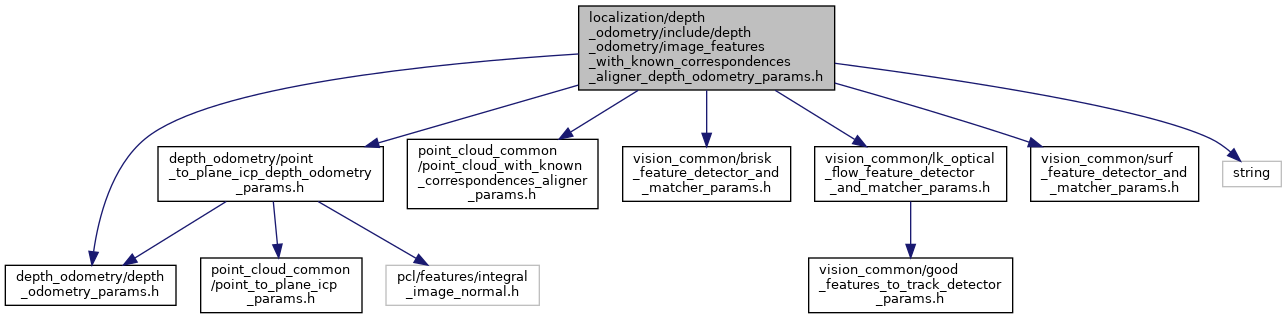 localization/depth
_odometry/include/depth
_odometry/image_features
_with_known_correspondences
_aligner_depth_odometry_params.h
depth_odometry/point
_to_plane_icp_depth_odometry
_params.h
point_cloud_common
/point_cloud_with_known
_correspondences_aligner
_params.h
vision_common/brisk
_feature_detector_and
_matcher_params.h
vision_common/lk_optical
_flow_feature_detector
_and_matcher_params.h
vision_common/surf
_feature_detector_and
_matcher_params.h
string
depth_odometry/depth
_odometry_params.h
point_cloud_common
/point_to_plane_icp
_params.h
pcl/features/integral
_image_normal.h
vision_common/good
_features_to_track_detector
_params.h